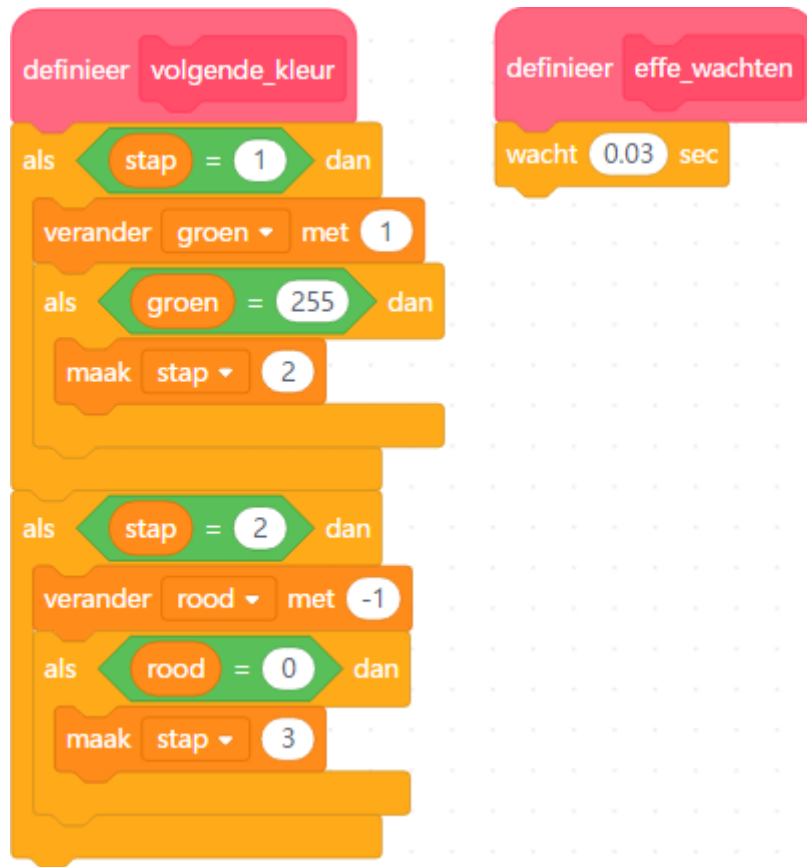 definieer volgende_kleur
als stap = 1 dan
verander groen met 1
als groen = 255 dan
maak stap 2
als stap = 2 dan
verander rood met -1
als rood = 0 dan
maak stap 3
definieer effe_wachten
wacht 0.03 sec